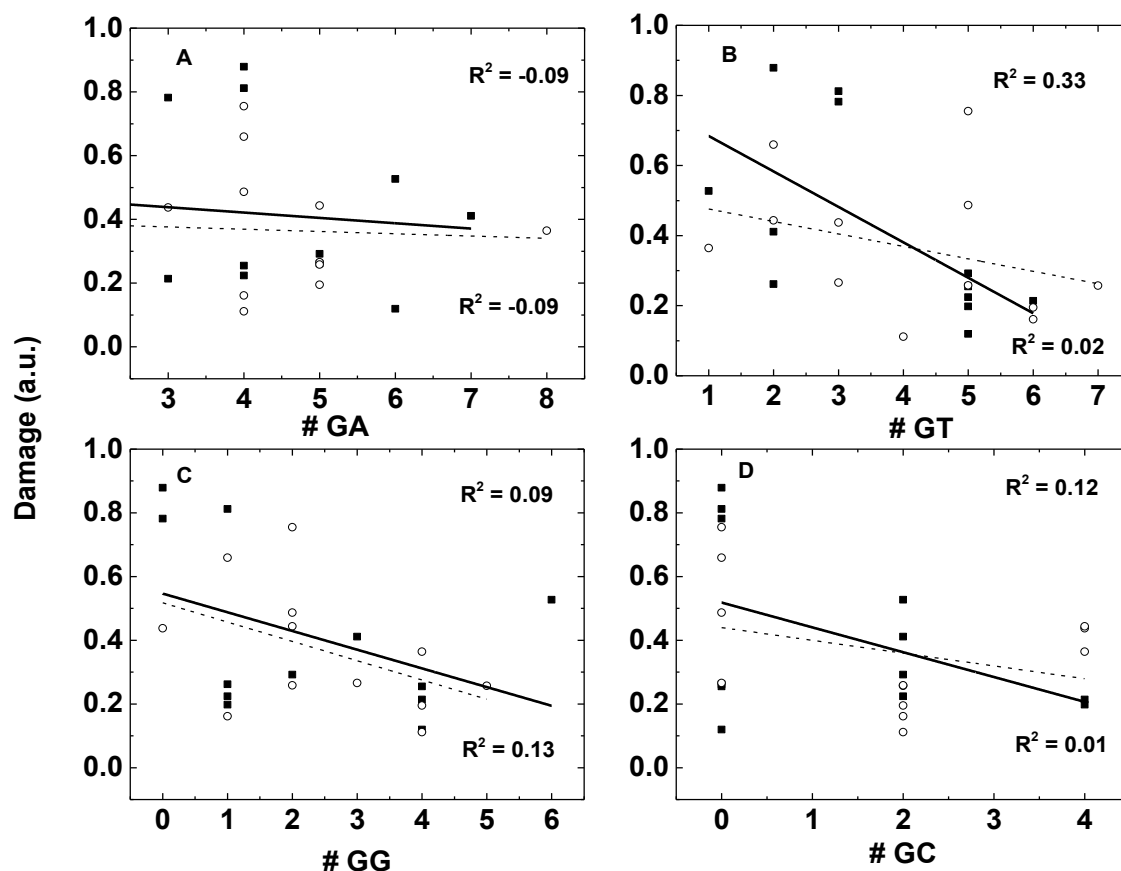 Damage (a.u.)
A
R² = -0.09
R² = -0.09
1.0
0.8
0.6
0.4
0.2
0.0
3 4 5 6 7 8
# GA
B
R² = 0.33
R² = 0.02
1.0
0.8
0.6
0.4
0.2
0.0
1 2 3 4 5 6 7
# GT
C
R² = 0.09
R² = 0.13
1.0
0.8
0.6
0.4
0.2
0.0
0 1 2 3 4 5 6
# GG
D
R² = 0.12
R² = 0.01
1.0
0.8
0.6
0.4
0.2
0.0
0 1 2 3 4
# GC